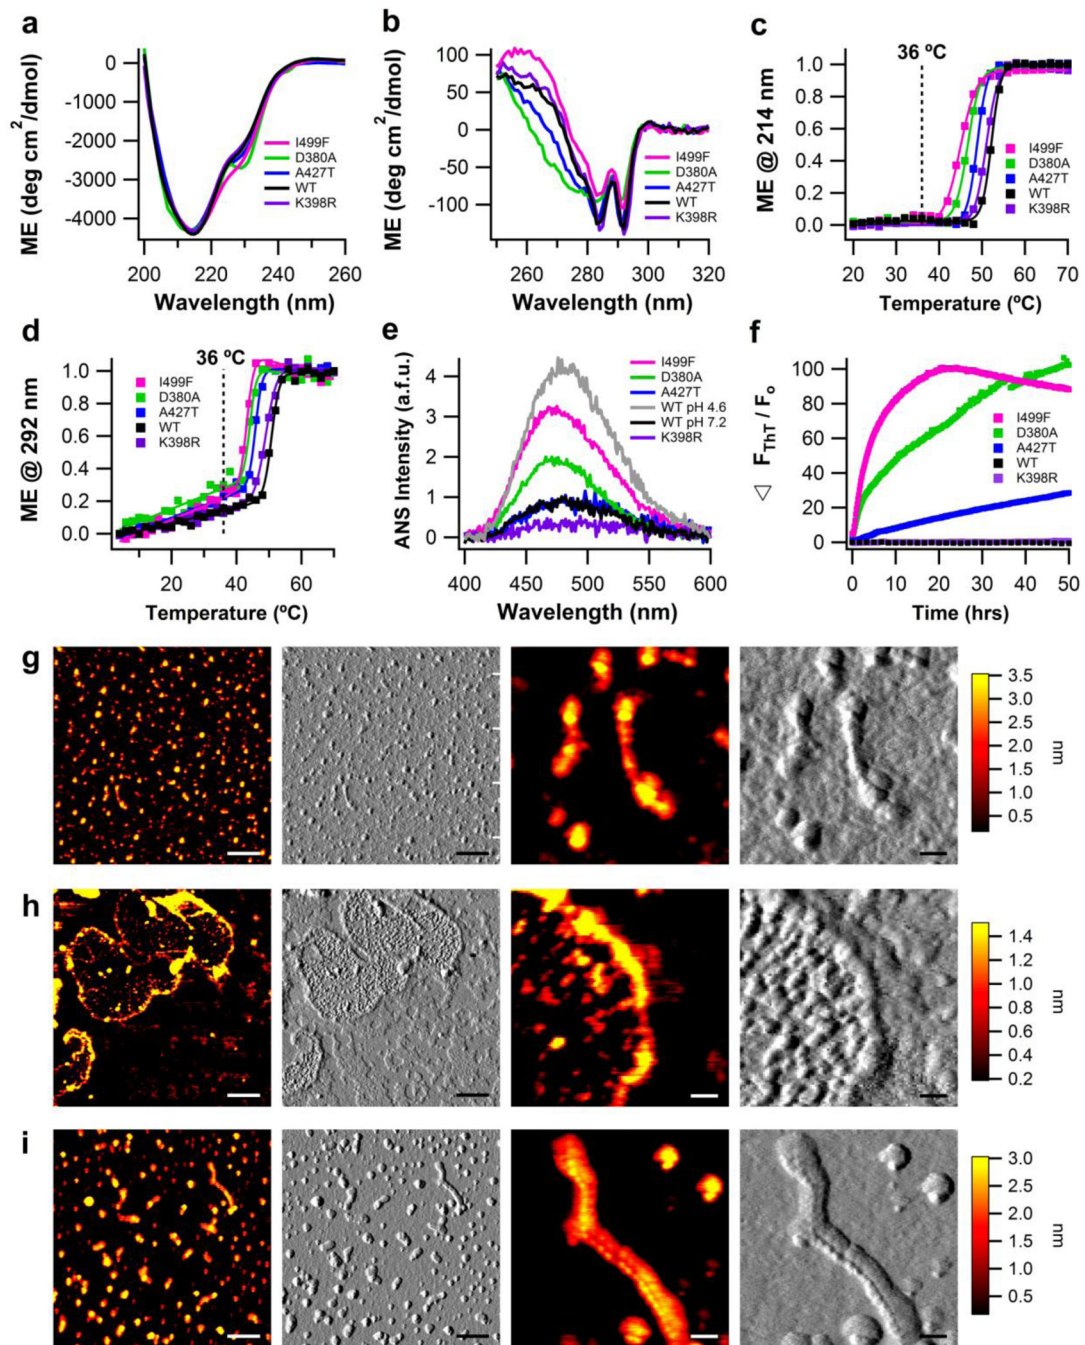 a
ME (deg cm²/dmol)
0
-1000
-2000
-3000
-4000
I499F
D380A
A427T
WT
K398R
200
220
240
260
Wavelength (nm)
b
ME (deg cm²/dmol)
100
50
0
-50
-100
I499F
D380A
A427T
WT
K398R
260
280
300
320
Wavelength (nm)
c
36 ºC
ME @ 214 nm
1.0
0.8
0.6
0.4
0.2
0.0
I499F
D380A
A427T
WT
K398R
20
30
40
50
60
70
Temperature (ºC)
d
36 ºC
ME @ 292 nm
1.0
0.8
0.6
0.4
0.2
0.0
I499F
D380A
A427T
WT
K398R
20
40
60
Temperature (ºC)
e
ANS Intensity (a.f.u.)
4
3
2
1
0
I499F
D380A
A427T
WT pH 4.6
WT pH 7.2
K398R
400
450
500
550
600
Wavelength (nm)
f
▽ FThT / Fo
100
80
60
40
20
0
I499F
D380A
A427T
WT
K398R
0
10
20
30
40
50
Time (hrs)
g
3.5
3.0
2.5
2.0
1.5
1.0
0.5
nm
h
1.4
1.2
1.0
0.8
0.6
0.4
0.2
nm
i
3.0
2.5
2.0
1.5
1.0
0.5
nm